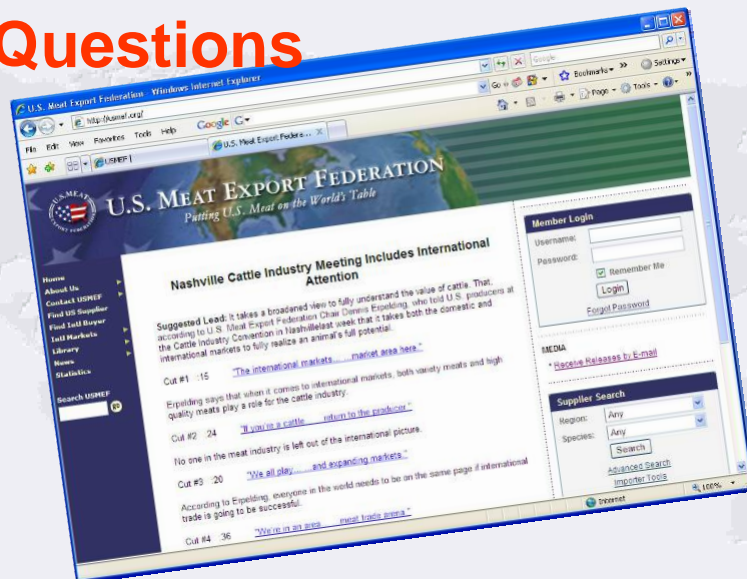 Questions
U.S. Meat Export Federation - Windows Internet Explorer
http://usmef.org/
Google
File Edit View Favorites Tools Help
Google G
Go
Bookmarks
Settings
USMEF |
U.S. Meat Export Federa...
Page
Tools
U.S. MEAT EXPORT FEDERATION
Putting U.S. Meat on the World's Table
Home
About Us
Contact USMEF
Find US Supplier
Find Intl Buyer
Intl Markets
Library
News
Statistics
Search USMEF
Nashville Cattle Industry Meeting Includes International
Attention
Suggested Lead: It takes a broadened view to fully understand the value of cattle. That,
according to U.S. Meat Export Federation Chair Dennis Erpelding, who told U.S. producers at
the Cattle Industry Convention in Nashvillelast week that it takes both the domestic and
international markets to fully realize an animal's full potential.
Cut #1 :15 "The international markets.......market area here."
Erpelding says that when it comes to international markets, both variety meats and high
quality meats play a role for the cattle industry.
Cut #2 :24 "If you're a cattle.......return to the producer."
No one in the meat industry is left out of the international picture.
Cut #3 :20 "We all play.......and expanding markets."
According to Erpelding, everyone in the world needs to be on the same page if international
trade is going to be successful.
Cut #4 :36 "We're in an area.......meat trade arena."
Member Login
Username:
Password:
Remember Me
Login
Forgot Password
MEDIA
* Receive Releases by E-mail
Supplier Search
Region: Any
Species: Any
Search
Advanced Search
Importer Tools
Internet
100%